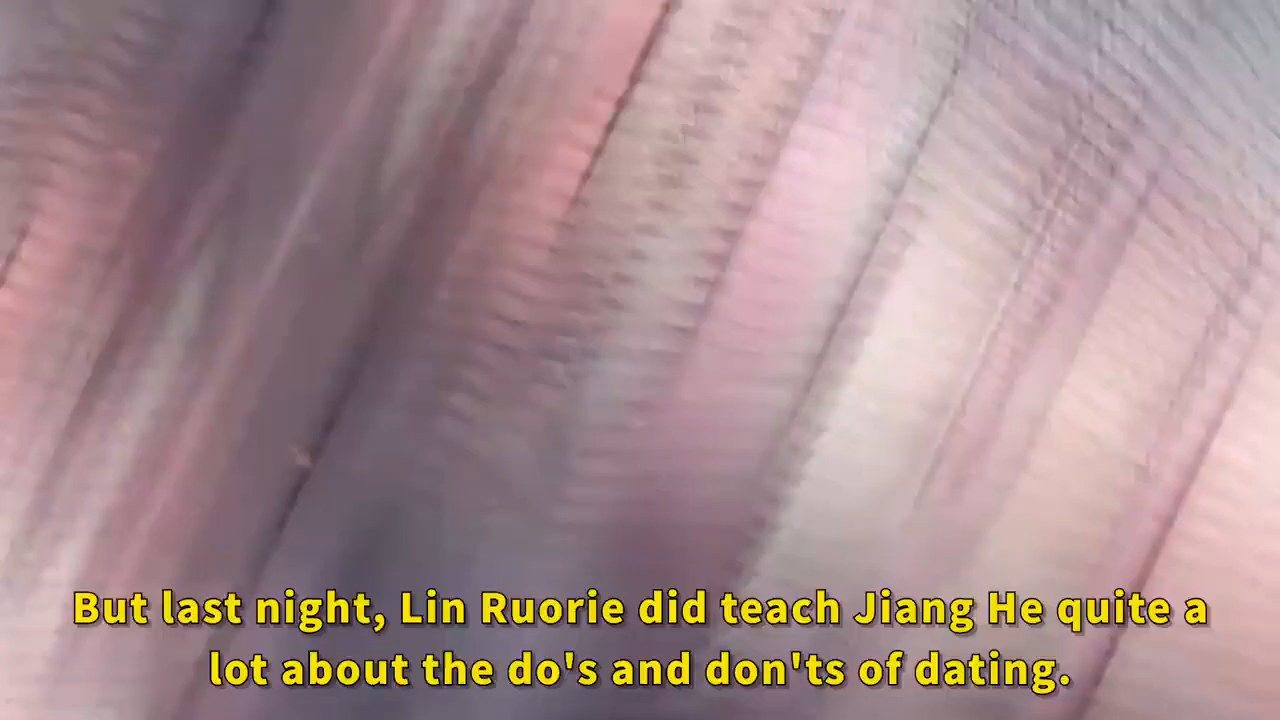 But last night, Lin Ruorie did teach Jiang He quite a
lot about the do's and don'ts of dating.